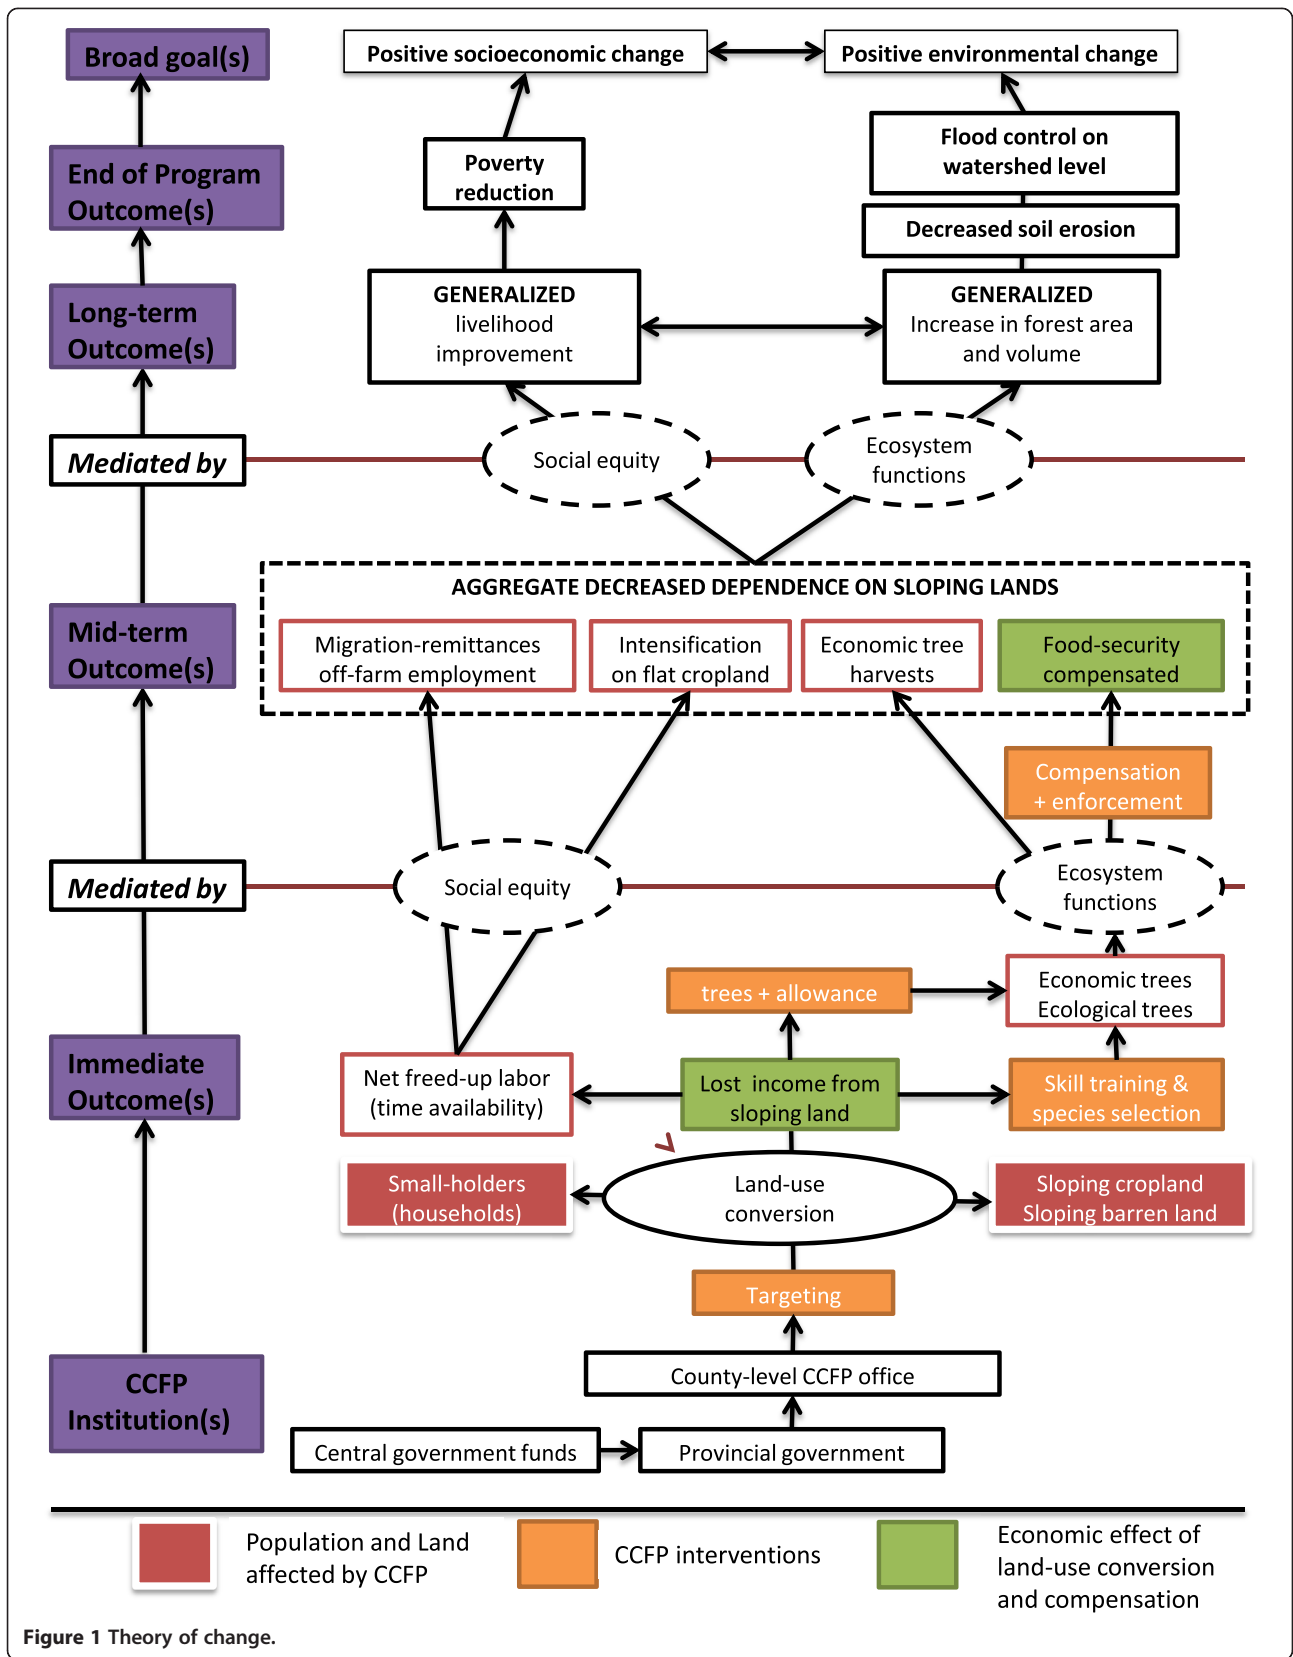 Broad goal(s)
Positive socioeconomic change
Positive environmental change
End of Program
Outcome(s)
Poverty
reduction
Flood control on
watershed level
Decreased soil erosion
Long-term
Outcome(s)
GENERALIZED
livelihood
improvement
GENERALIZED
Increase in forest area
and volume
Mediated by
Social equity
Ecosystem
functions
AGGREGATE DECREASED DEPENDENCE ON SLOPING LANDS
Mid-term
Outcome(s)
Migration-remittances
off-farm employment
Intensification
on flat cropland
Economic tree
harvests
Food-security
compensated
Compensation
+ enforcement
Mediated by
Social equity
Ecosystem
functions
trees + allowance
Economic trees
Ecological trees
Immediate
Outcome(s)
Net freed-up labor
(time availability)
Lost income from
sloping land
Skill training &
species selection
Small-holders
(households)
Land-use
conversion
Sloping cropland
Sloping barren land
Targeting
CCFP
Institution(s)
County-level CCFP office
Central government funds
Provincial government
Population and Land
affected by CCFP
CCFP interventions
Economic effect of
land-use conversion
and compensation
Figure 1 Theory of change.